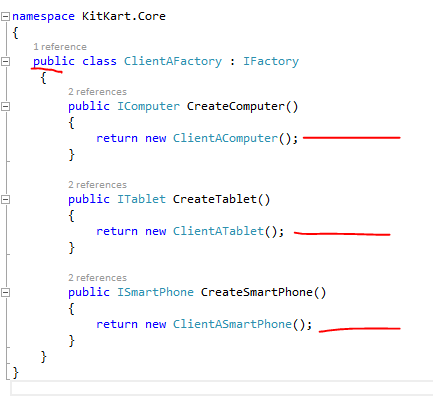 namespace KitKart.Core
{
1 reference
public class ClientAFactory : IFactory
{
2 references
public IComputer CreateComputer()
{
return new ClientAComputer();
}
2 references
public ITablet CreateTablet()
{
return new ClientATablet();
}
2 references
public ISmartPhone CreateSmartPhone()
{
return new ClientASmartPhone();
}
}
}